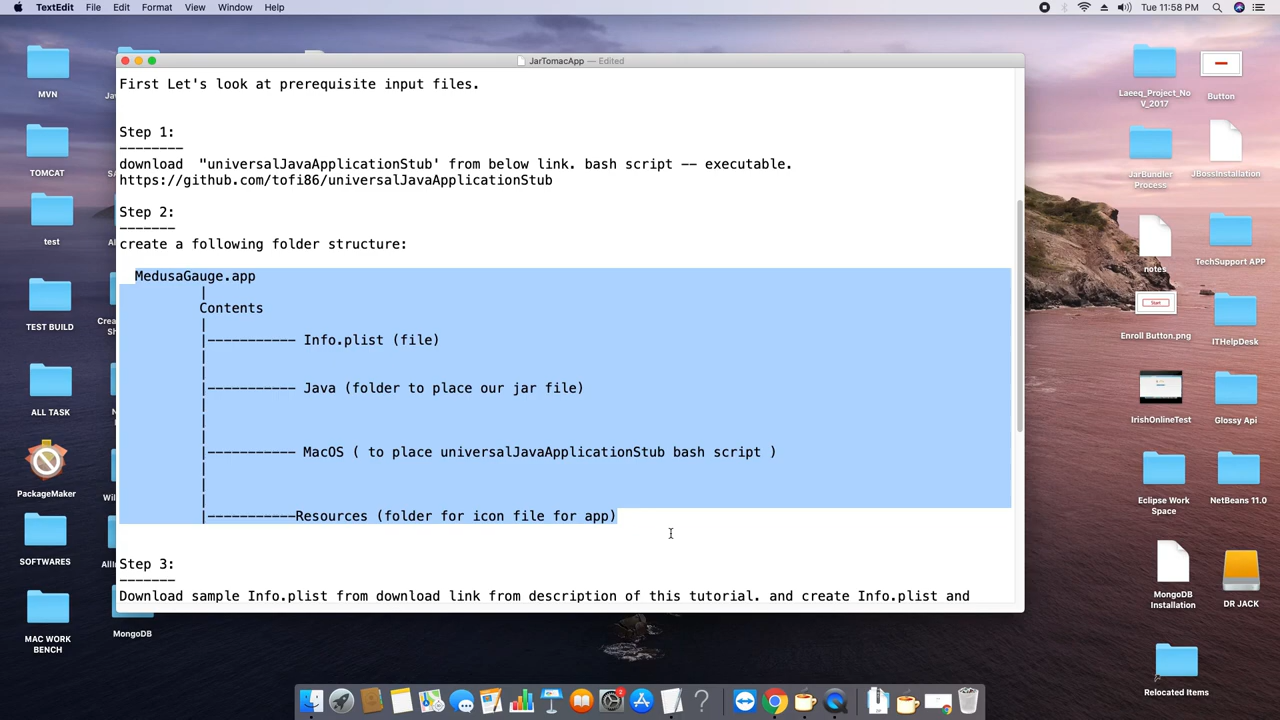 TextEdit File Edit Format View Window Help Tue 11:58 PM
JarTomacApp — Edited
First Let's look at prerequisite input files.
Step 1:
--------
download "universalJavaApplicationStub' from below link. bash script -- executable.
https://github.com/tofi86/universalJavaApplicationStub
Step 2:
-------
create a following folder structure:
MedusaGauge.app
|
Contents
|
|----------- Info.plist (file)
|
|
|----------- Java (folder to place our jar file)
|
|
|
|----------- MacOS ( to place universalJavaApplicationStub bash script )
|
|
|
|-----------Resources (folder for icon file for app)
Step 3:
-------
Download sample Info.plist from download link from description of this tutorial. and create Info.plist and
MVN
TOMCAT
test
TEST BUILD
ALL TASK
PackageMaker
SOFTWARES
MAC WORK
BENCH
MongoDB
Laeeq_Project_No
V_2017
Button
JarBundler
Process
JBossInstallation
notes
TechSupport APP
Start
Enroll Button.png
ITHelpDesk
IrishOnlineTest
Glossy Api
Eclipse Work
Space
NetBeans 11.0
MongoDB
Installation
DR JACK
Relocated Items
2